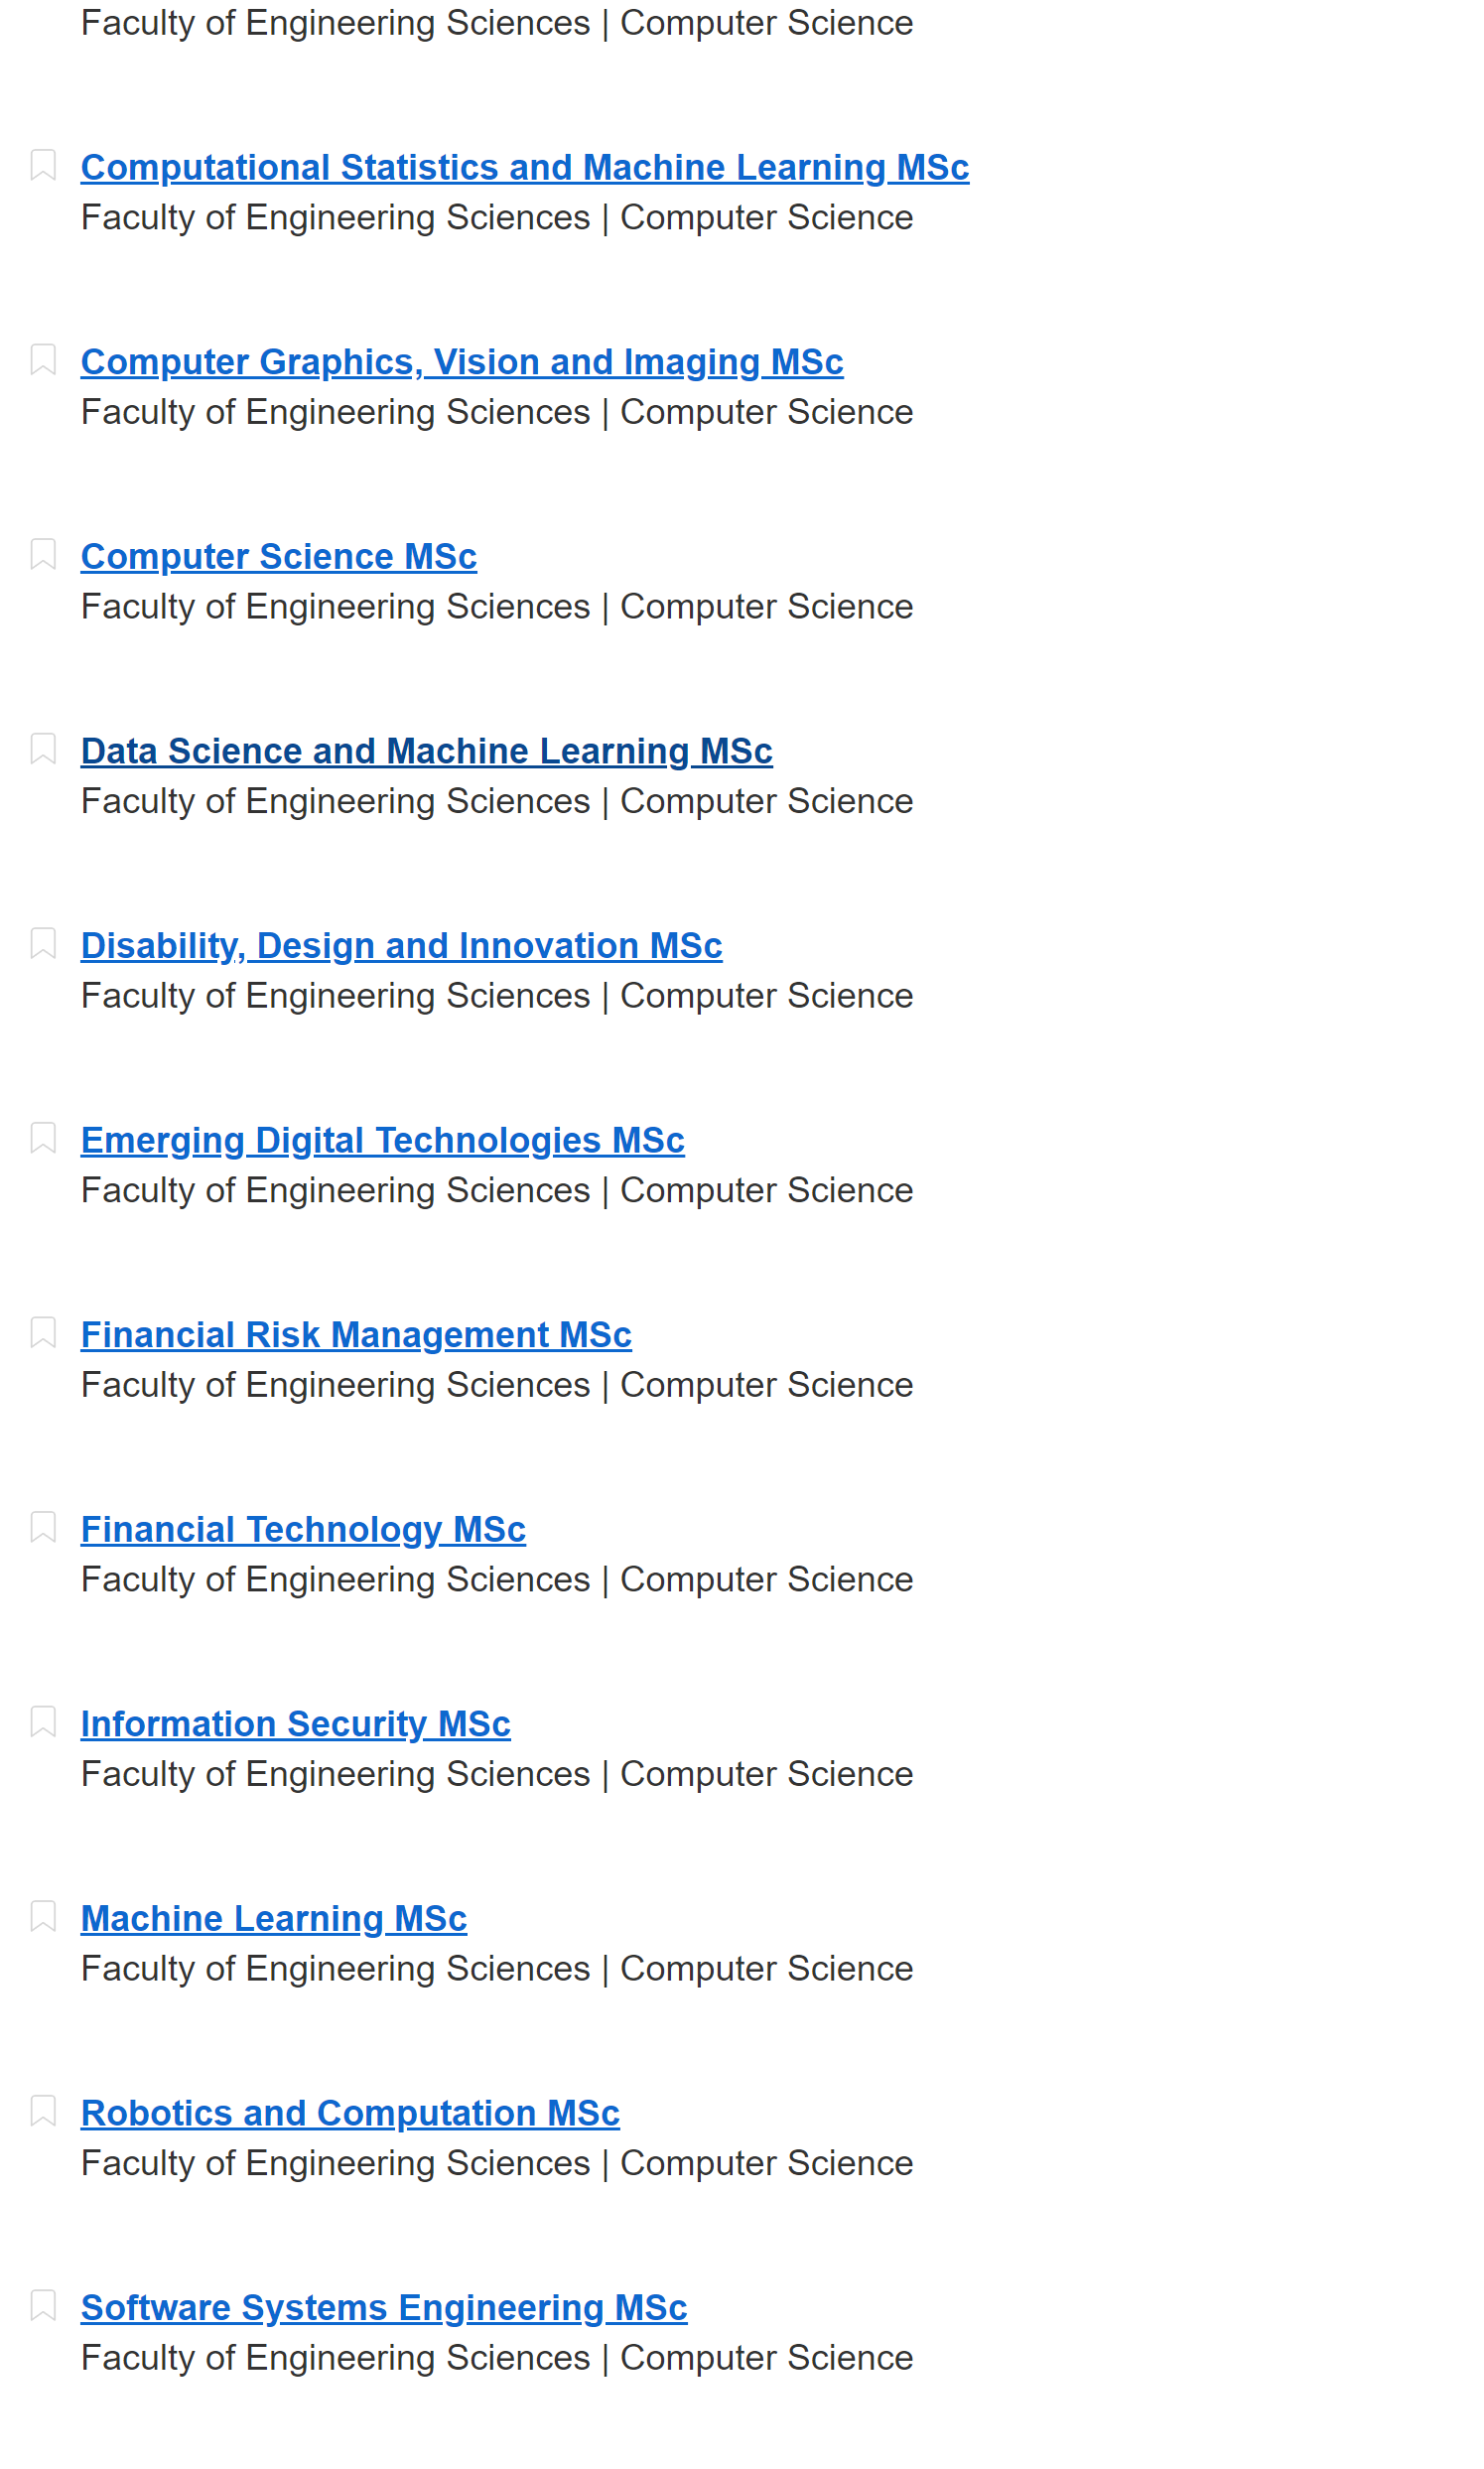 Faculty of Engineering Sciences | Computer Science
Computational Statistics and Machine Learning MSc
Faculty of Engineering Sciences | Computer Science
Computer Graphics, Vision and Imaging MSc
Faculty of Engineering Sciences | Computer Science
Computer Science MSc
Faculty of Engineering Sciences | Computer Science
Data Science and Machine Learning MSc
Faculty of Engineering Sciences | Computer Science
Disability, Design and Innovation MSc
Faculty of Engineering Sciences | Computer Science
Emerging Digital Technologies MSc
Faculty of Engineering Sciences | Computer Science
Financial Risk Management MSc
Faculty of Engineering Sciences | Computer Science
Financial Technology MSc
Faculty of Engineering Sciences | Computer Science
Information Security MSc
Faculty of Engineering Sciences | Computer Science
Machine Learning MSc
Faculty of Engineering Sciences | Computer Science
Robotics and Computation MSc
Faculty of Engineering Sciences | Computer Science
Software Systems Engineering MSc
Faculty of Engineering Sciences | Computer Science